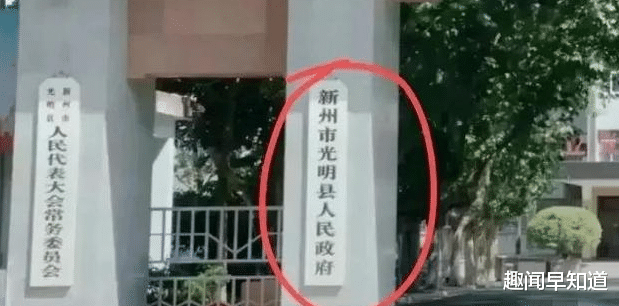 新州市
光明县
人民代表大会常务委员会
新州市光明县人民政府
趣闻早知道